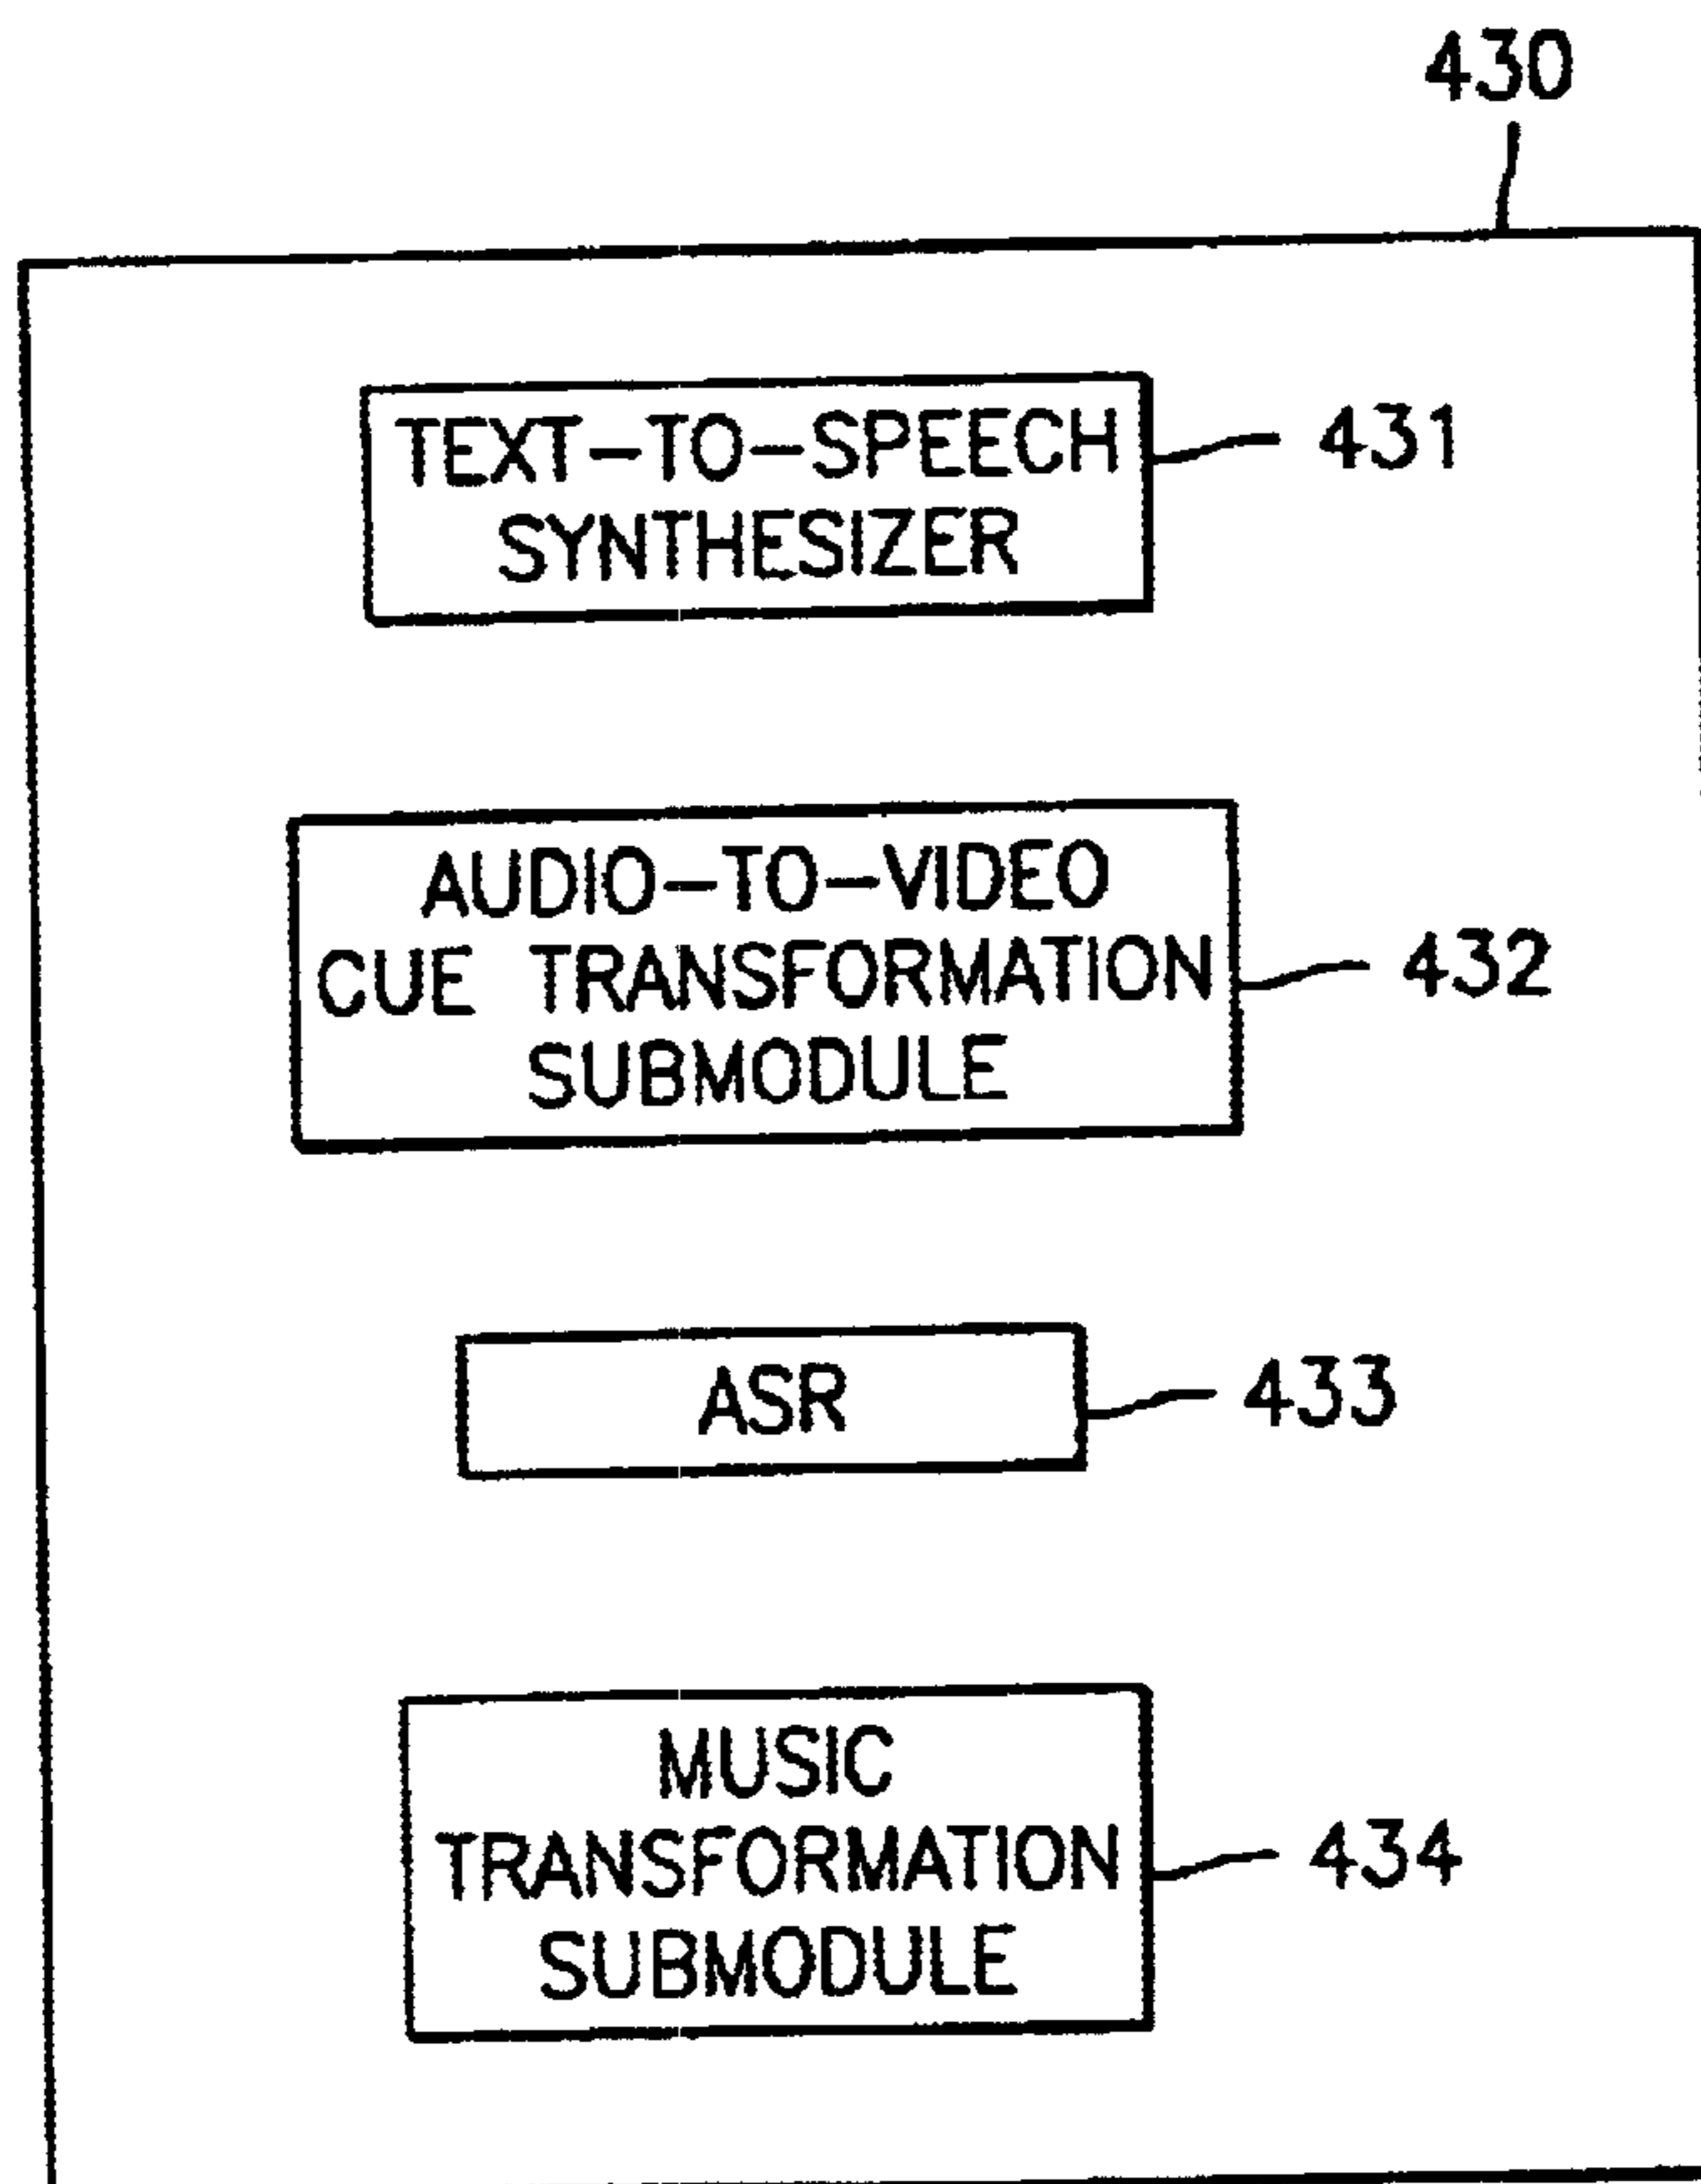 430
TEXT-TO-SPEECH
SYNTHESIZER
431
AUDIO-TO-VIDEO
CUE TRANSFORMATION
SUBMODULE
432
ASR
433
MUSIC
TRANSFORMATION
SUBMODULE
434